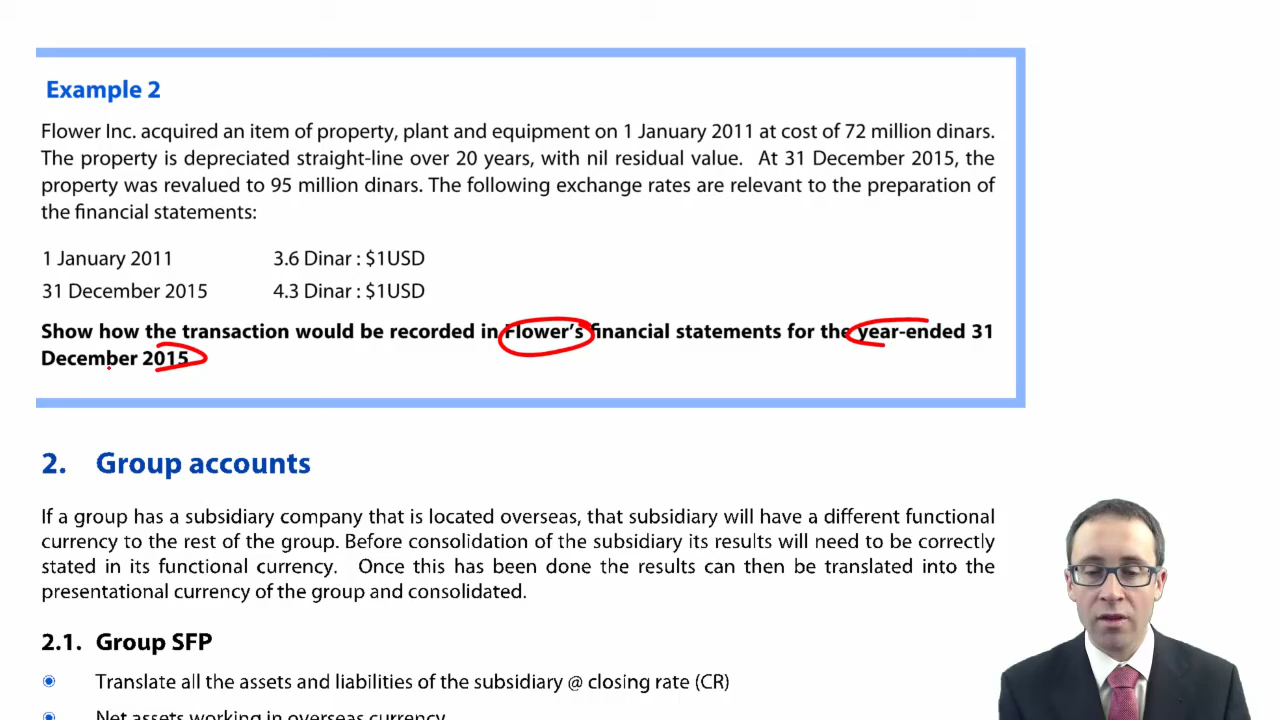 Example 2
Flower Inc. acquired an item of property, plant and equipment on 1 January 2011 at cost of 72 million dinars.
The property is depreciated straight-line over 20 years, with nil residual value. At 31 December 2015, the
property was revalued to 95 million dinars. The following exchange rates are relevant to the preparation of
the financial statements:
1 January 2011 3.6 Dinar : $1USD
31 December 2015 4.3 Dinar : $1USD
Show how the transaction would be recorded in Flower's financial statements for the year-ended 31
December 2015
2. Group accounts
If a group has a subsidiary company that is located overseas, that subsidiary will have a different functional
currency to the rest of the group. Before consolidation of the subsidiary its results will need to be correctly
stated in its functional currency. Once this has been done the results can then be translated into the
presentational currency of the group and consolidated.
2.1. Group SFP
Translate all the assets and liabilities of the subsidiary @ closing rate (CR)
Net assets working in overseas currency